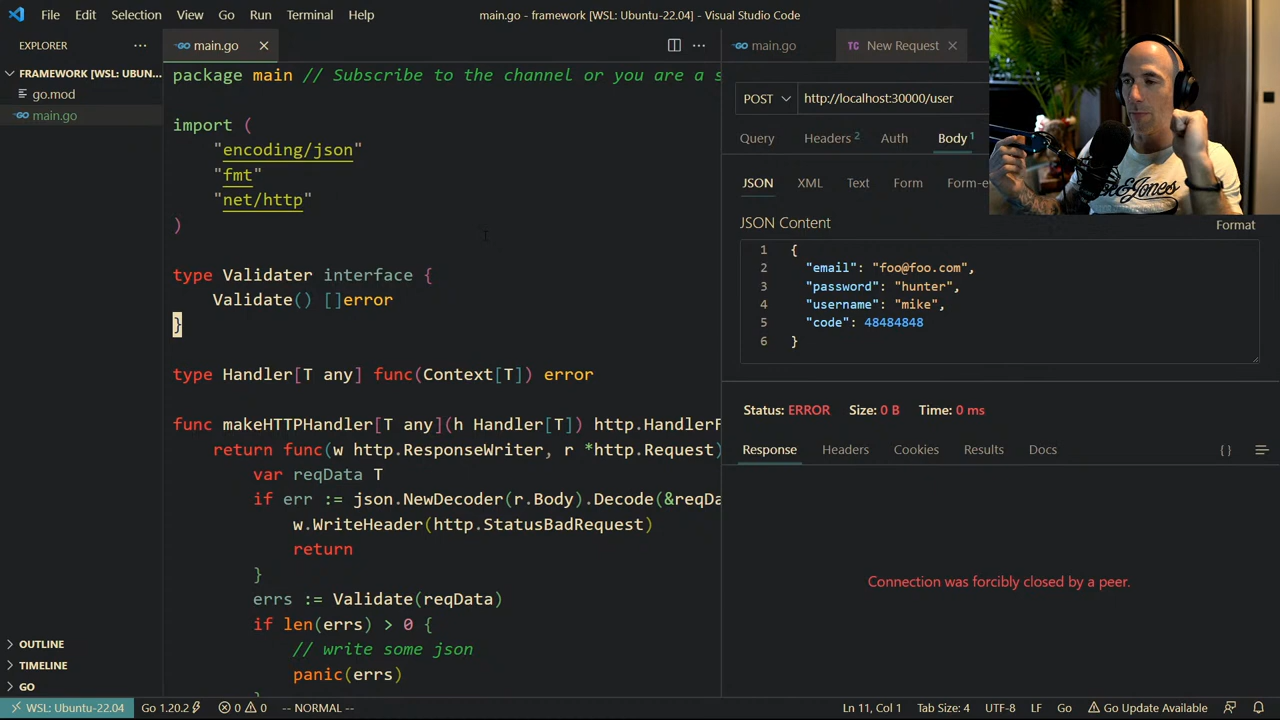 File Edit Selection View Go Run Terminal Help
main.go - framework [WSL: Ubuntu-22.04] - Visual Studio Code
EXPLORER
FRAMEWORK [WSL: UBUN...
go.mod
main.go
main.go
package main // Subscribe to the channel or you are a s
import (
"encoding/json"
"fmt"
"net/http"
)
type Validater interface {
Validate() []error
}
type Handler[T any] func(Context[T]) error
func makeHTTPHandler[T any](h Handler[T]) http.HandlerF
return func(w http.ResponseWriter, r *http.Request)
var reqData T
if err := json.NewDecoder(r.Body).Decode(&reqDa
w.WriteHeader(http.StatusBadRequest)
return
}
errs := Validate(reqData)
if len(errs) > 0 {
// write some json
panic(errs)
main.go
TC New Request
POST http://localhost:30000/user
Query Headers 2 Auth Body 1
JSON XML Text Form Form-e
JSON Content
Format
1 {
2 "email": "foo@foo.com",
3 "password": "hunter",
4 "username": "mike",
5 "code": 48484848
6 }
Status: ERROR Size: 0 B Time: 0 ms
Response Headers Cookies Results Docs
{ }
Connection was forcibly closed by a peer.
OUTLINE
TIMELINE
GO
WSL: Ubuntu-22.04 Go 1.20.2 0 0 -- NORMAL -- Ln 11, Col 1 Tab Size: 4 UTF-8 LF Go Go Update Available